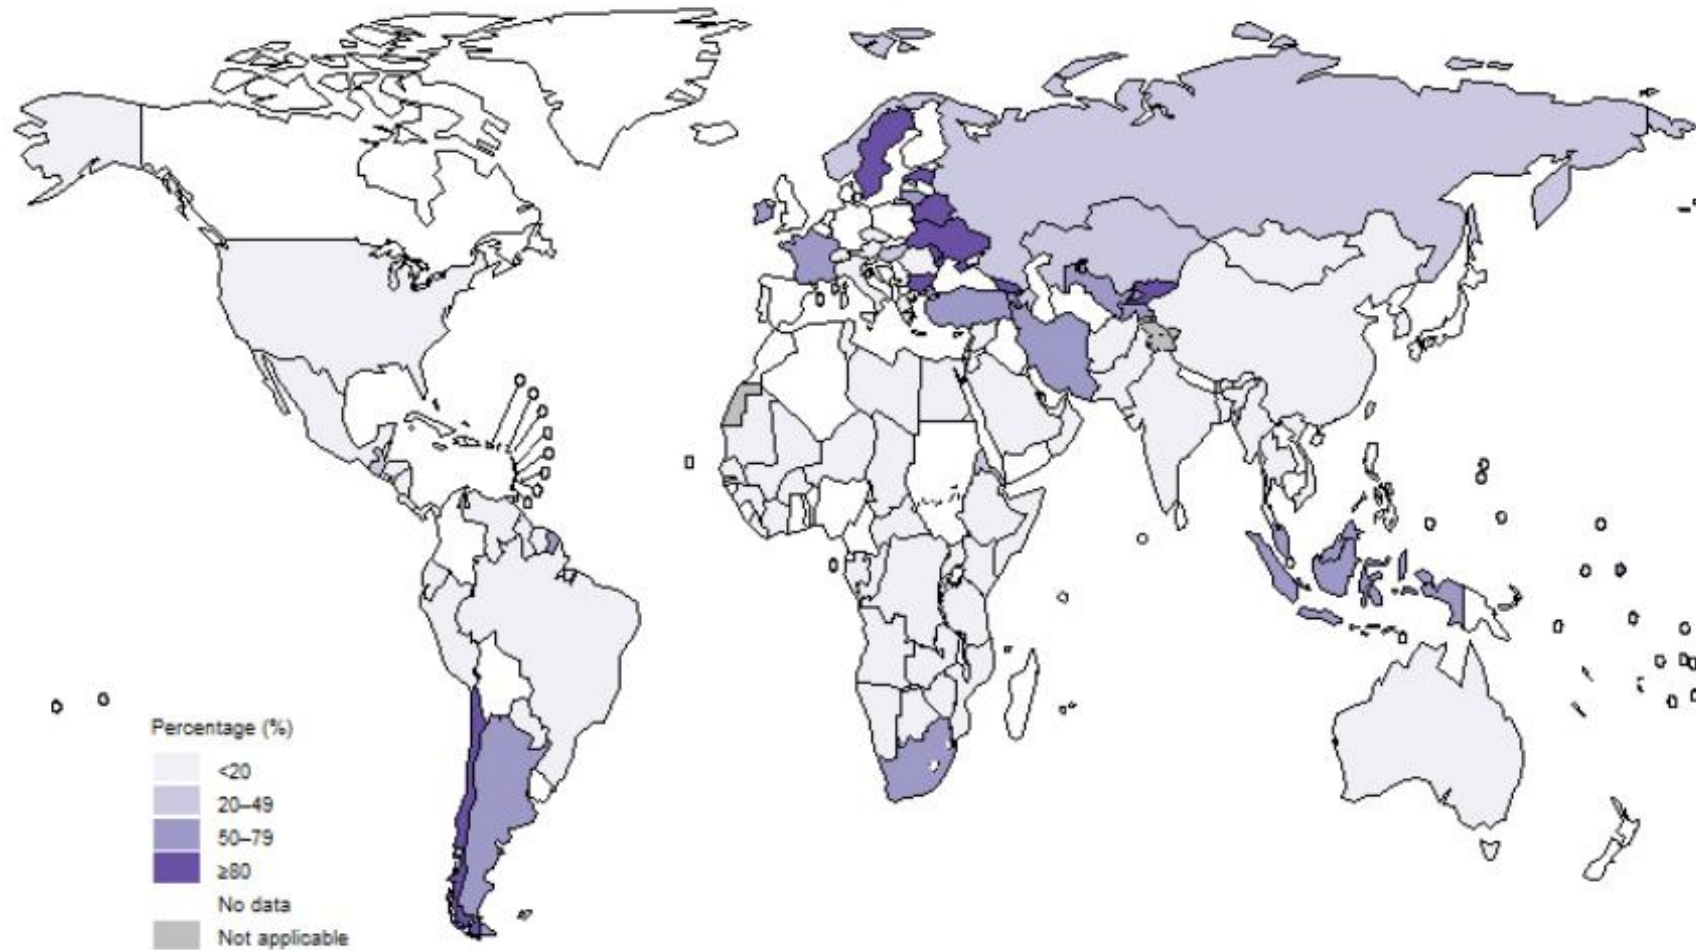 Percentage (%)
<20
20–49
50–79
≥80
No data
Not applicable